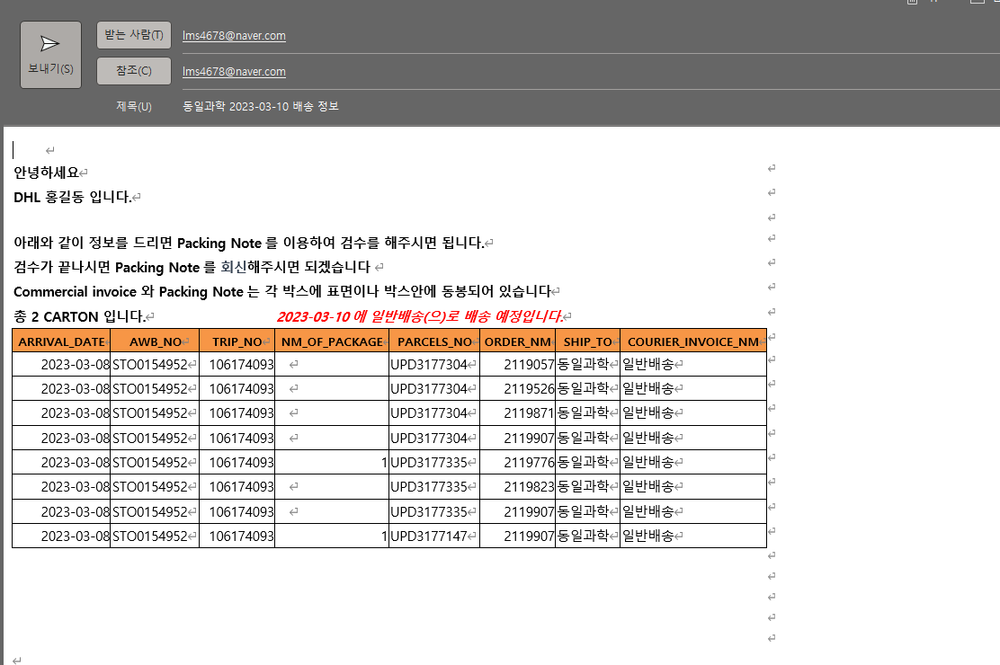 보내기(S)
받는 사람(T) lms4678@naver.com
참조(C) lms4678@naver.com
제목(U) 동일과학 2023-03-10 배송 정보
안녕하세요
DHL 홍길동 입니다.
아래와 같이 정보를 드리면 Packing Note 를 이용하여 검수를 해주시면 됩니다.
검수가 끝나시면 Packing Note 를 회신해주시면 되겠습니다
Commercial invoice 와 Packing Note 는 각 박스에 표면이나 박스안에 동봉되어 있습니다
총 2 CARTON 입니다. 2023-03-10 에 일반배송(으)로 배송 예정입니다.
ARRIVAL_DATE AWB_NO TRIP_NO NM_OF_PACKAGE PARCELS_NO ORDER_NM SHIP_TO COURIER_INVOICE_NM
2023-03-08 STO0154952 106174093 UPD3177304 2119057 동일과학 일반배송
2023-03-08 STO0154952 106174093 UPD3177304 2119526 동일과학 일반배송
2023-03-08 STO0154952 106174093 UPD3177304 2119871 동일과학 일반배송
2023-03-08 STO0154952 106174093 UPD3177304 2119907 동일과학 일반배송
2023-03-08 STO0154952 106174093 1 UPD3177335 2119776 동일과학 일반배송
2023-03-08 STO0154952 106174093 UPD3177335 2119823 동일과학 일반배송
2023-03-08 STO0154952 106174093 UPD3177335 2119907 동일과학 일반배송
2023-03-08 STO0154952 106174093 1 UPD3177147 2119907 동일과학 일반배송